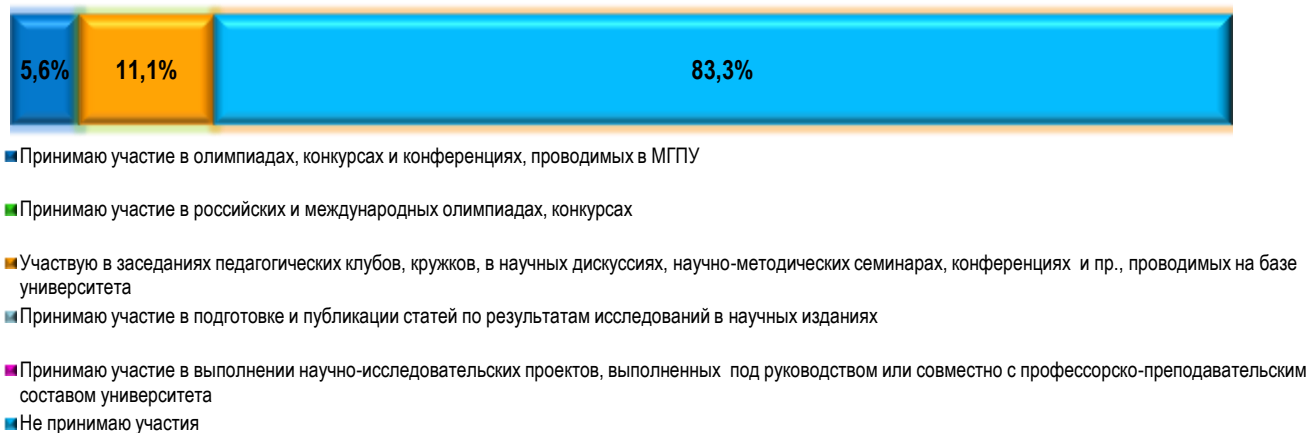 5,6% 11,1% 83,3%
Принимаю участие в олимпиадах, конкурсах и конференциях, проводимых в МГПУ
Принимаю участие в российских и международных олимпиадах, конкурсах
Участвую в заседаниях педагогических клубов, кружков, в научных дискуссиях, научно-методических семинарах, конференциях и пр., проводимых на базе
университета
Принимаю участие в подготовке и публикации статей по результатам исследований в научных изданиях
Принимаю участие в выполнении научно-исследовательских проектов, выполненных под руководством или совместно с профессорско-преподавательским
составом университета
Не принимаю участия